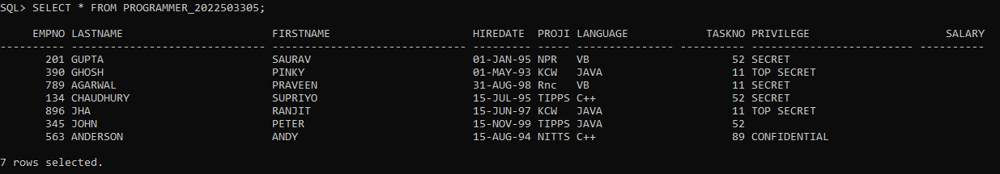 SQL> SELECT * FROM PROGRAMMER_2022503305;
EMPNO LASTNAME FIRSTNAME HIREDATE PROJI LANGUAGE TASKNO PRIVILEGE SALARY
---------- ------------------------------ ------------------------------ --------- ----- --------------- ---------- ------------------------- ----------
201 GUPTA SAURAV 01-JAN-95 NPR VB 52 SECRET
390 GHOSH PINKY 01-MAY-93 KCW JAVA 11 TOP SECRET
789 AGARWAL PRAVEEN 31-AUG-98 Rnc VB 11 SECRET
134 CHAUDHURY SUPRIYO 15-JUL-95 TIPPS C++ 52 SECRET
896 JHA RANJIT 15-JUN-97 KCW JAVA 11 TOP SECRET
345 JOHN PETER 15-NOV-99 TIPPS JAVA 52
563 ANDERSON ANDY 15-AUG-94 NITTS C++ 89 CONFIDENTIAL
7 rows selected.